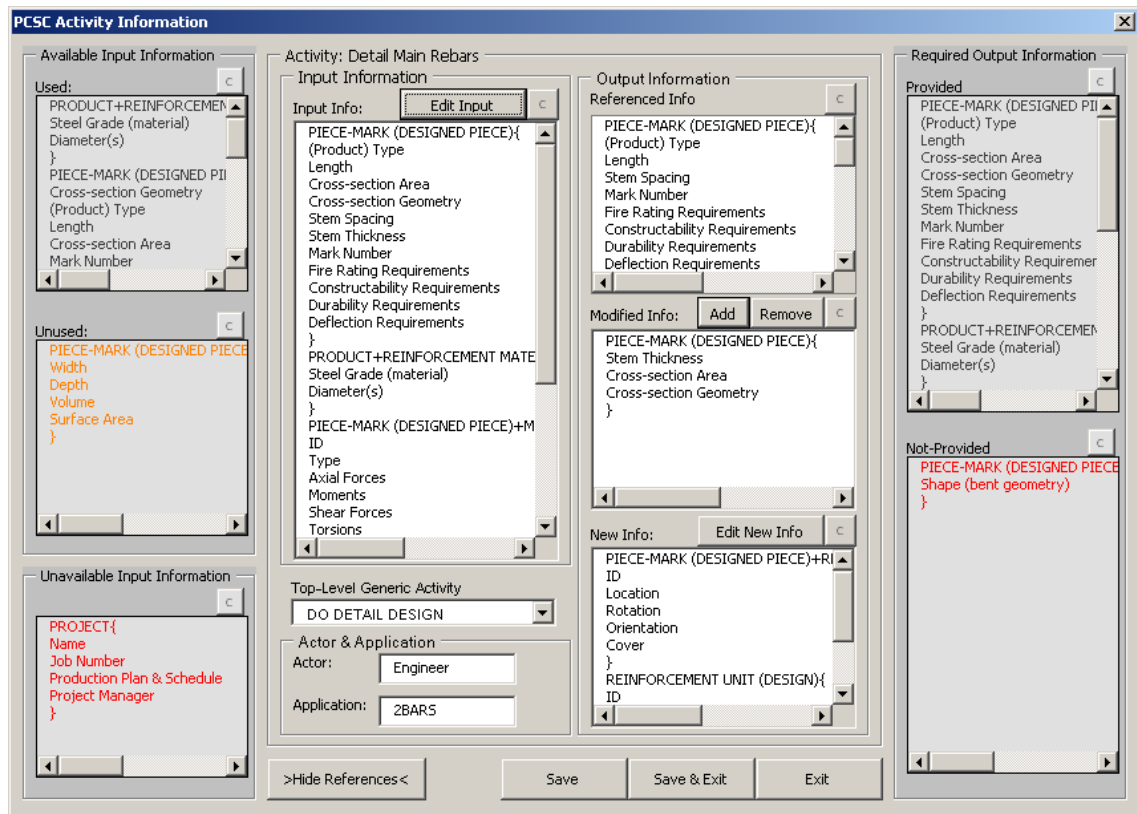 PCSC Activity Information
Available Input Information
Used:
C
PRODUCT+REINFORCEMEN
Steel Grade (material)
Diameter(s)
}
PIECE-MARK (DESIGNED PI
Cross-section Geometry
(Product) Type
Length
Cross-section Area
Mark Number
Unused:
C
PIECE-MARK (DESIGNED PIECE
Width
Depth
Volume
Surface Area
}
Unavailable Input Information
C
PROJECT{
Name
Job Number
Production Plan & Schedule
Project Manager
}
Activity: Detail Main Rebars
Input Information
Input Info:
Edit Input
C
PIECE-MARK (DESIGNED PIECE){
(Product) Type
Length
Cross-section Area
Cross-section Geometry
Stem Spacing
Stem Thickness
Mark Number
Fire Rating Requirements
Constructability Requirements
Durability Requirements
Deflection Requirements
}
PRODUCT+REINFORCEMENT MATE
Steel Grade (material)
Diameter(s)
}
PIECE-MARK (DESIGNED PIECE)+M
ID
Type
Axial Forces
Moments
Shear Forces
Torsions
Top-Level Generic Activity
DO DETAIL DESIGN
Actor & Application
Actor:
Engineer
Application:
2BARS
Output Information
Referenced Info
C
PIECE-MARK (DESIGNED PIECE){
(Product) Type
Length
Stem Spacing
Mark Number
Fire Rating Requirements
Constructability Requirements
Durability Requirements
Deflection Requirements
Modified Info:
Add
Remove
C
PIECE-MARK (DESIGNED PIECE){
Stem Thickness
Cross-section Area
Cross-section Geometry
}
New Info:
Edit New Info
C
PIECE-MARK (DESIGNED PIECE)+RI
ID
Location
Rotation
Orientation
Cover
}
REINFORCEMENT UNIT (DESIGN){
ID
Required Output Information
Provided
C
PIECE-MARK (DESIGNED PIE
(Product) Type
Length
Cross-section Area
Cross-section Geometry
Stem Spacing
Stem Thickness
Mark Number
Fire Rating Requirements
Constructability Requiremer
Durability Requirements
Deflection Requirements
}
PRODUCT+REINFORCEMEN
Steel Grade (material)
Diameter(s)
}
Not-Provided
C
PIECE-MARK (DESIGNED PIECE
Shape (bent geometry)
}
>Hide References<
Save
Save & Exit
Exit